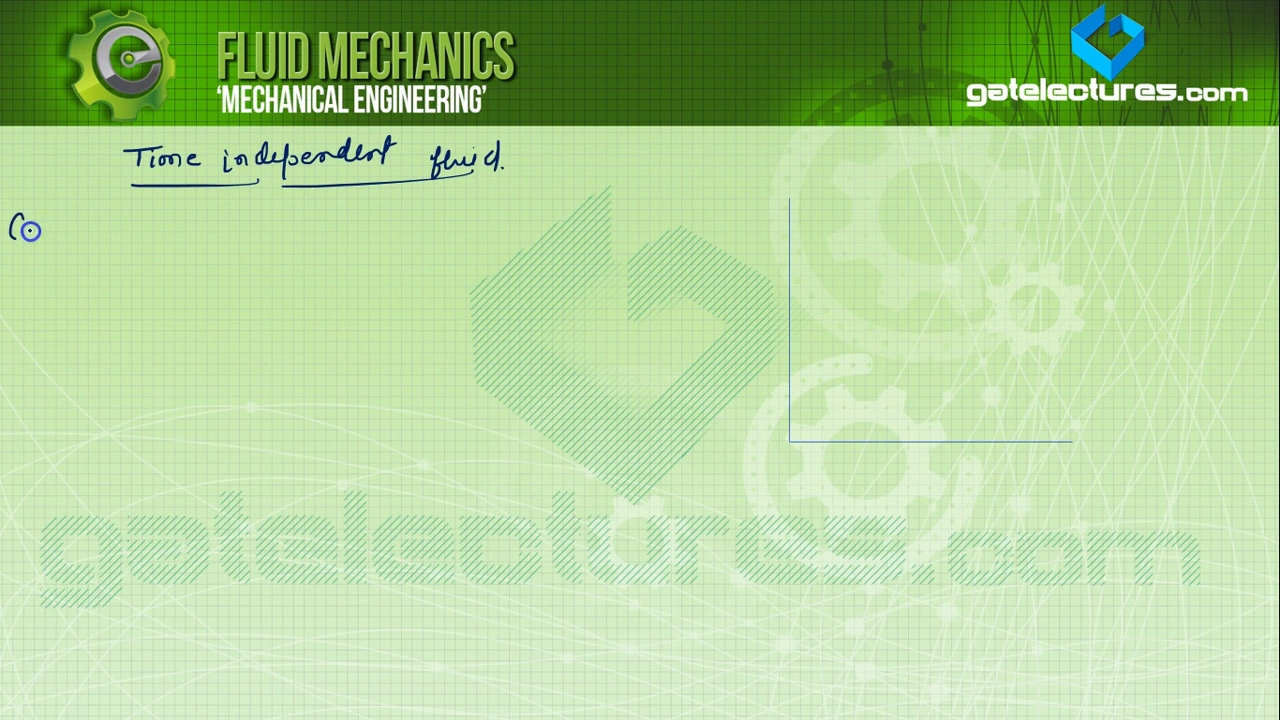 FLUID MECHANICS
'MECHANICAL ENGINEERING'
gatelectures.com
Time independent fluid.
gatelectures.com